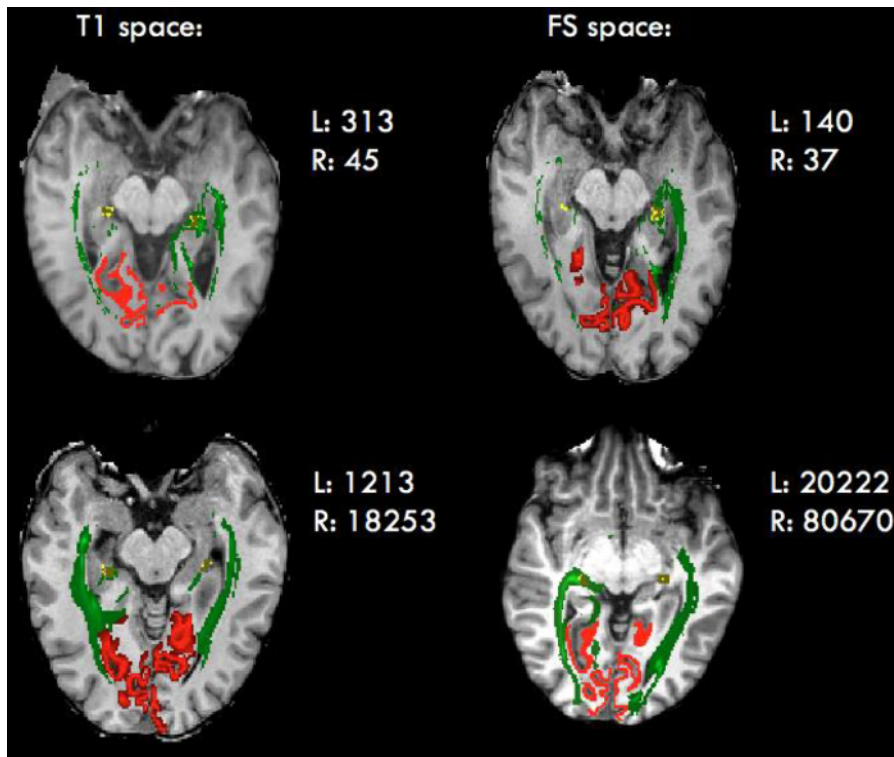 T1 space:
FS space:
L: 313
R: 45
L: 140
R: 37
L: 1213
R: 18253
L: 20222
R: 80670